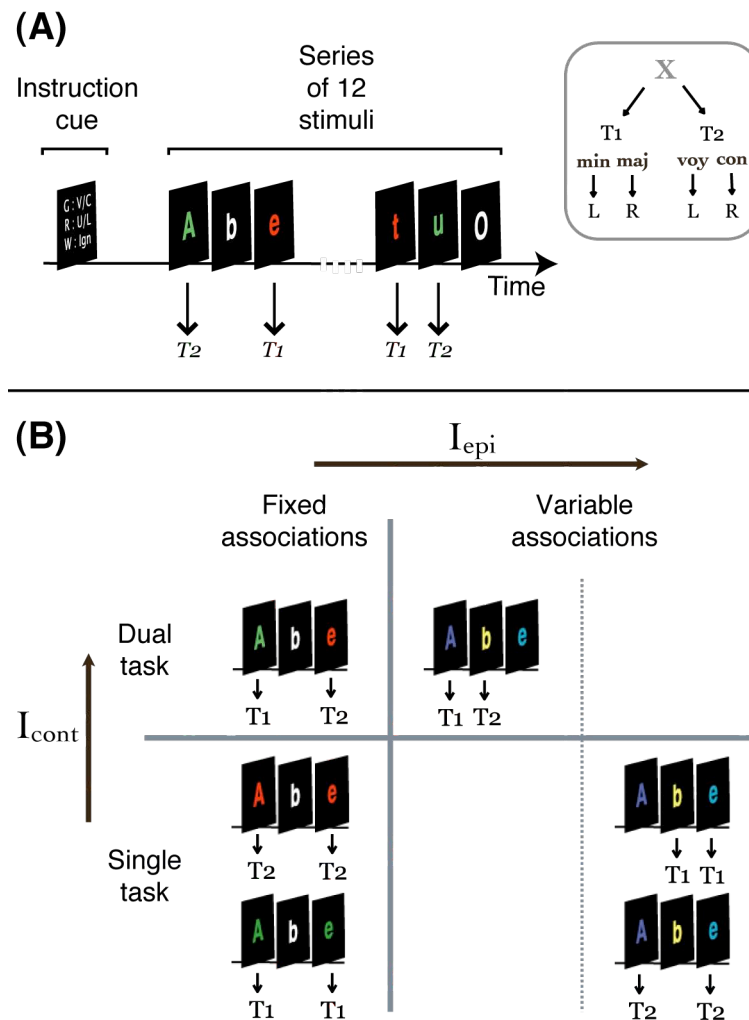 (A)
Instruction
cue
Series
of 12
stimuli
G : V/C
R : U/L
W : Ign
A b e t u O
Time
T2 T1 T1 T2
X
T1 T2
min maj voy con
L R L R
(B)
I epi
Fixed
associations
Variable
associations
Dual
task
A b e
T1 T2
A b e
T1 T2
I cont
Single
task
A b e
T2 T2
A b e
T1 T1
A b e
T1 T1
A b e
T2 T2